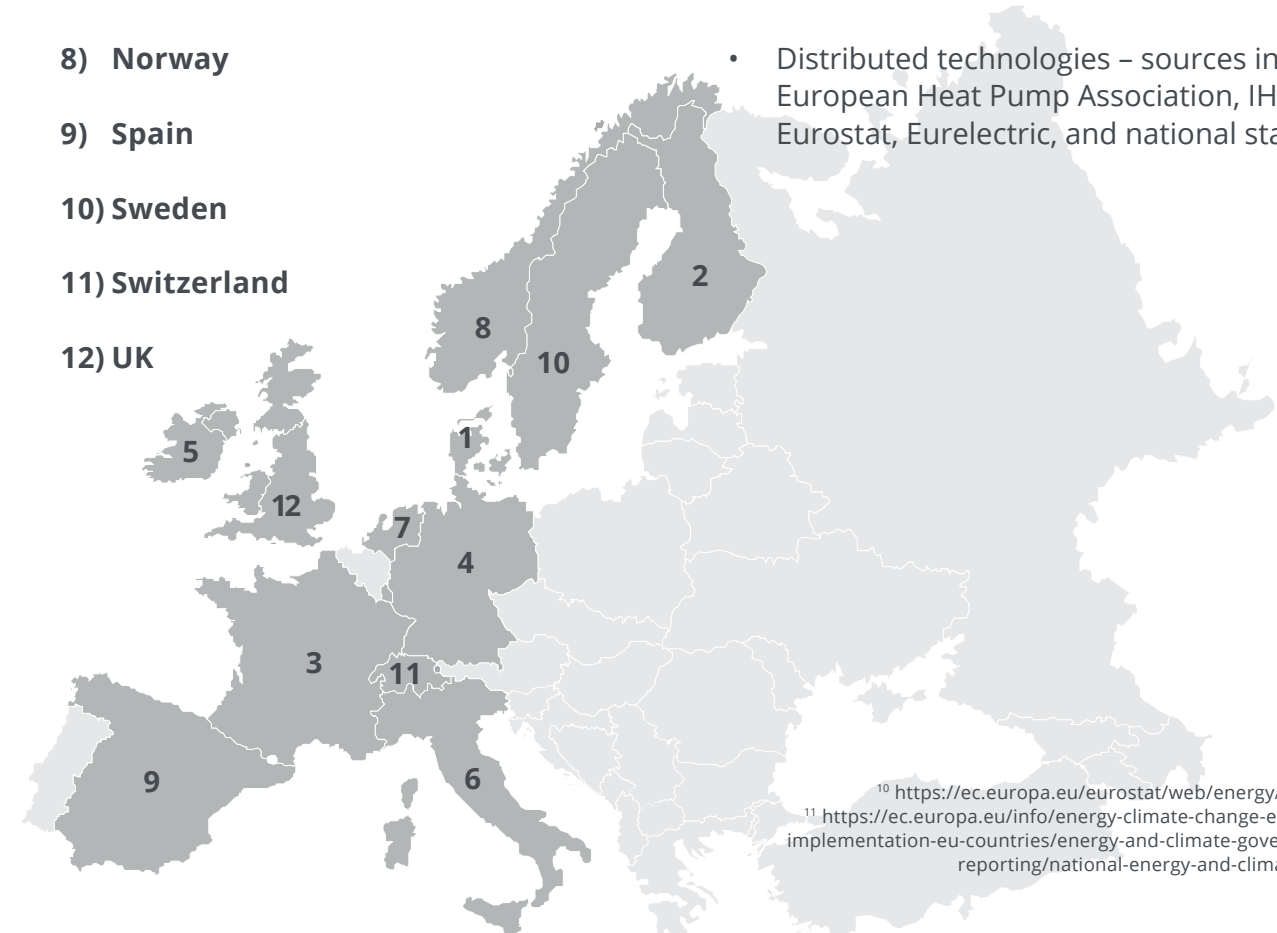 8) Norway
9) Spain
10) Sweden
11) Switzerland
12) UK
• Distributed technologies – sources in
European Heat Pump Association, IH
Eurostat, Eurelectric, and national sta
2
8
10
1
5
12
7
4
3
11
9
6
10 https://ec.europa.eu/eurostat/web/energy/
11 https://ec.europa.eu/info/energy-climate-change-e
implementation-eu-countries/energy-and-climate-gove
reporting/national-energy-and-clima